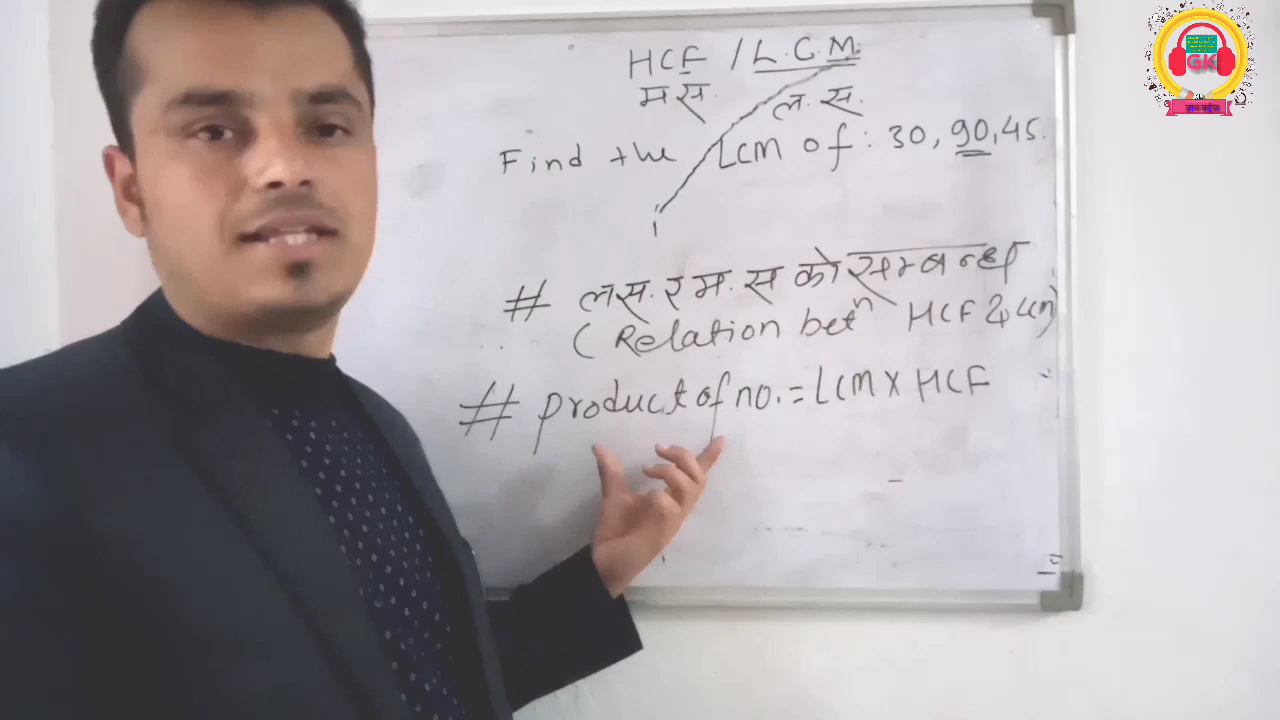 HCF / L.C.M.
म स. ल. स.
Find the LCM of : 30, 90, 45.
# ल.स. र म. स को सम्बन्ध
( Relation betⁿ HCF & LCM)
# product of no. = LCM X HCF
GK